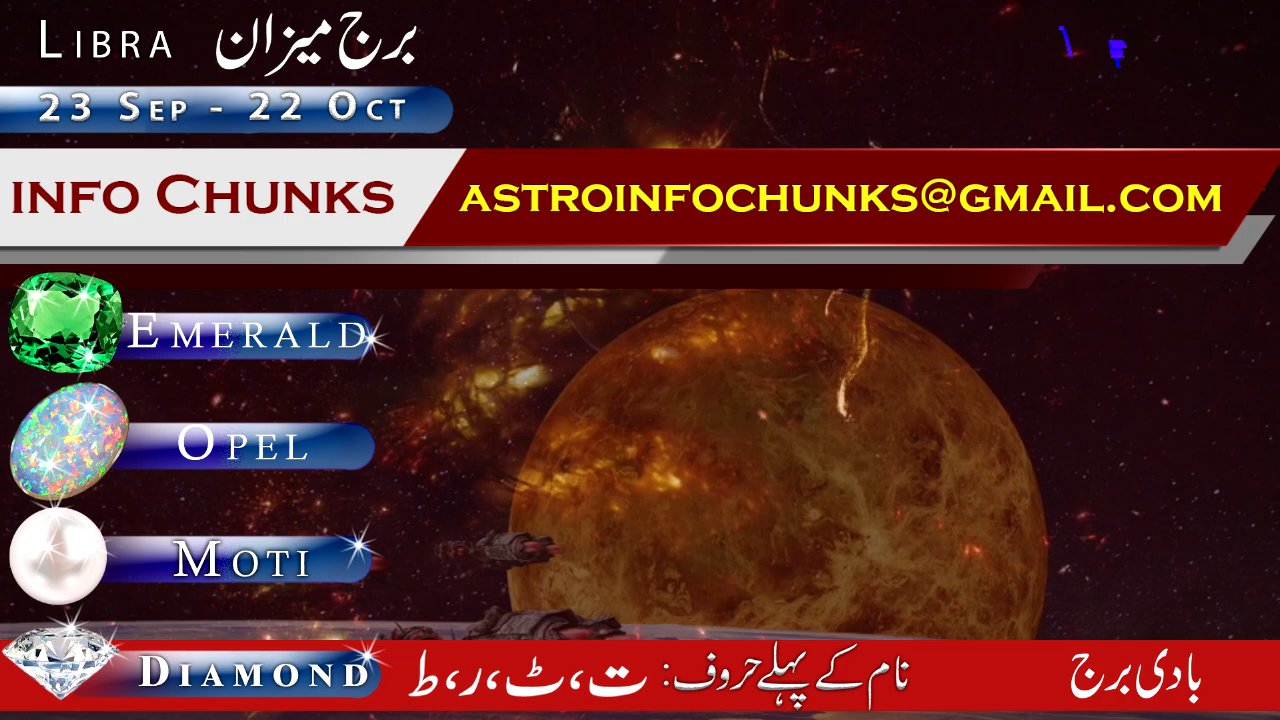 LIBRA برج میزان
23 SEP - 22 OCT
INFO CHUNKS ASTROINFOCHUNKS@GMAIL.COM
EMERALD
OPEL
MOTI
DIAMOND
نام کے پہلے حروف: ت، ٹ، ر، ط
بادی برج